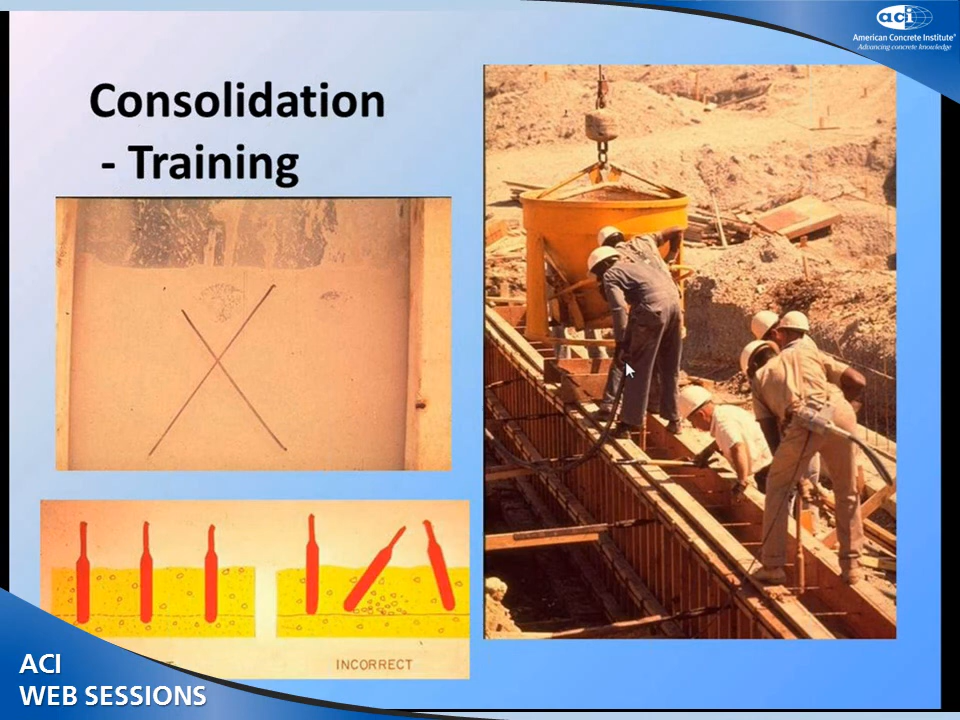 aci
American Concrete Institute®
Advancing concrete knowledge
Consolidation
- Training
INCORRECT
ACI
WEB SESSIONS